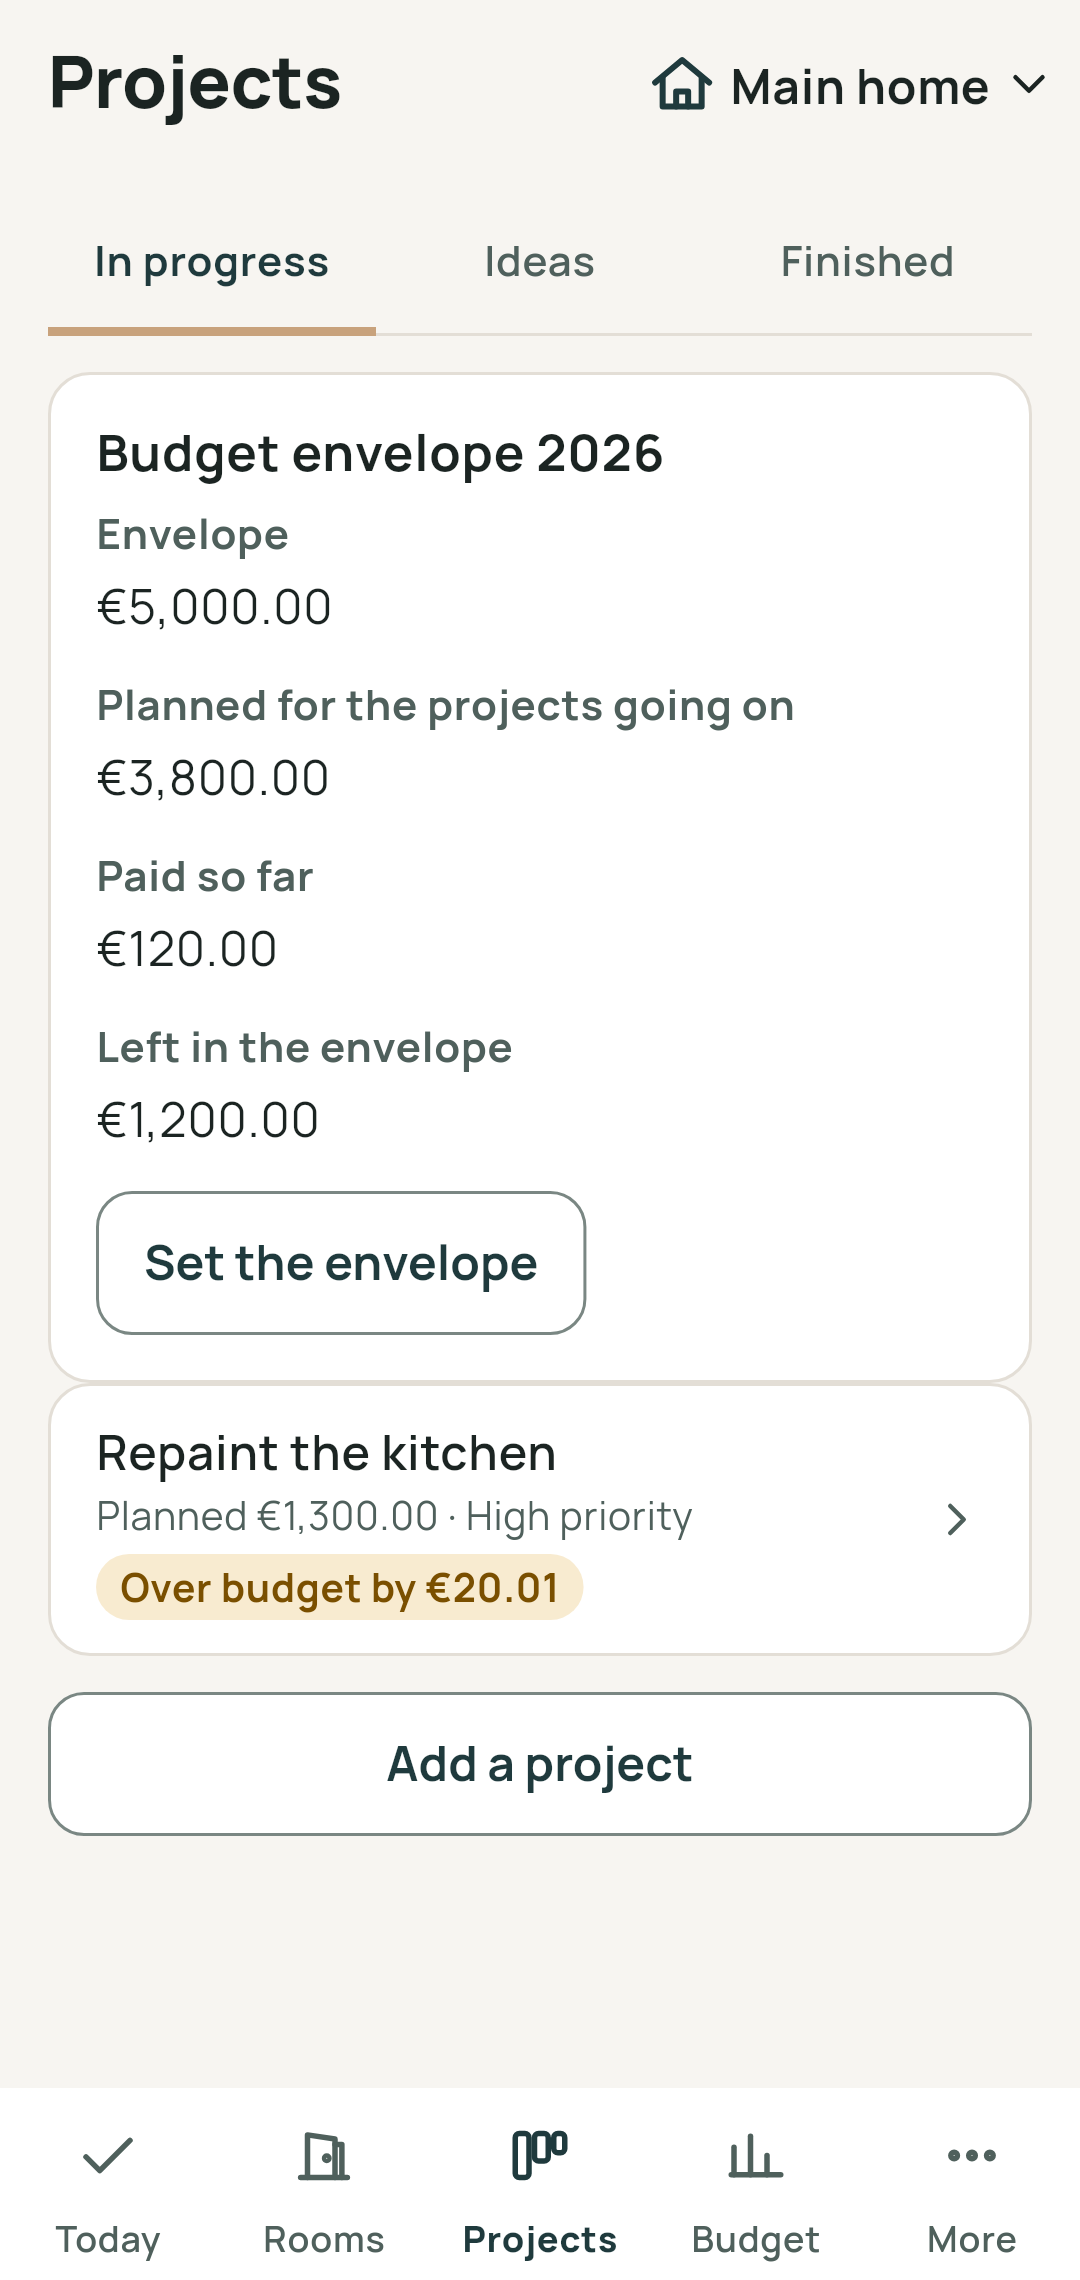 Projects
Main home
In progress
Ideas
Finished
Budget envelope 2026
Envelope
€5,000.00
Planned for the projects going on
€3,800.00
Paid so far
€120.00
Left in the envelope
€1,200.00
Set the envelope
Repaint the kitchen
Planned €1,300.00 · High priority
Over budget by €20.01
Add a project
Today
Rooms
Projects
Budget
More